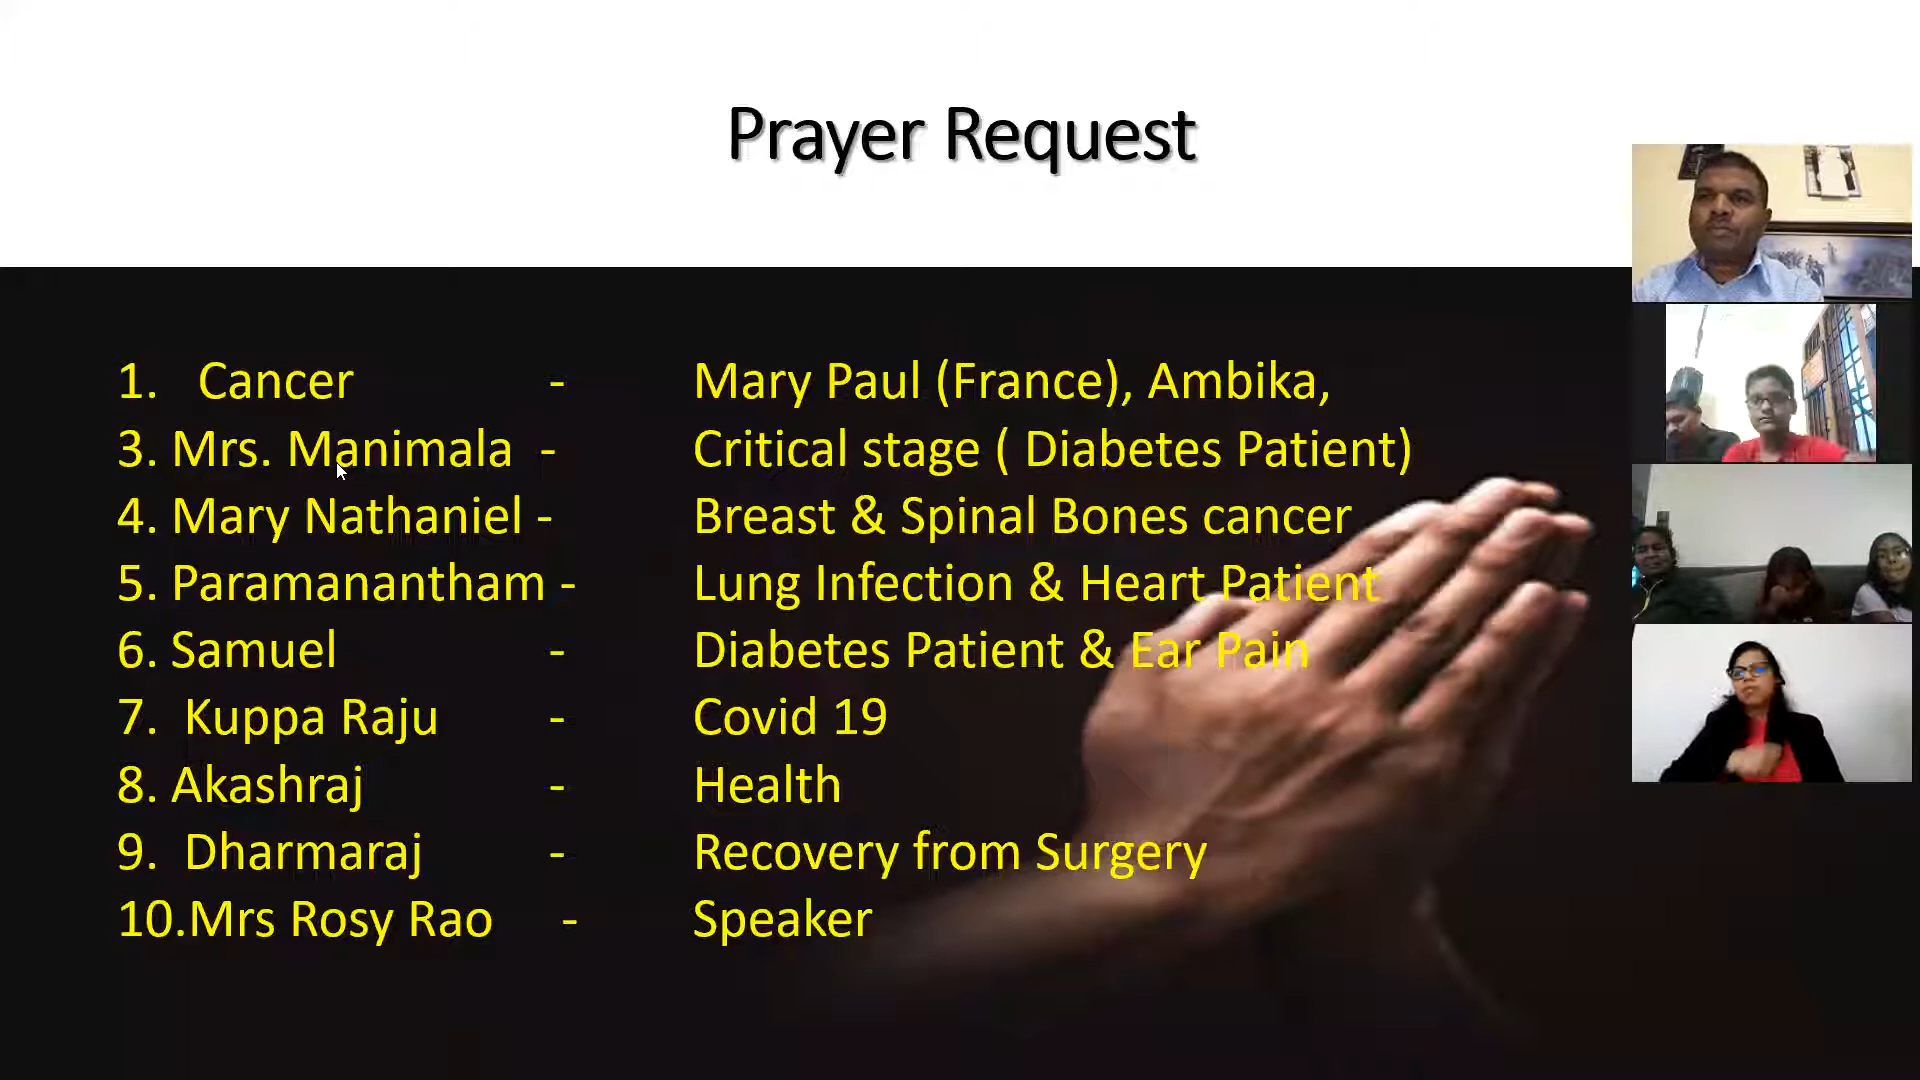 Prayer Request
1. Cancer - Mary Paul (France), Ambika,
3. Mrs. Manimala - Critical stage ( Diabetes Patient)
4. Mary Nathaniel - Breast & Spinal Bones cancer
5. Paramanantham - Lung Infection & Heart Patient
6. Samuel - Diabetes Patient & Ear Pain
7. Kuppa Raju - Covid 19
8. Akashraj - Health
9. Dharmaraj - Recovery from Surgery
10.Mrs Rosy Rao - Speaker